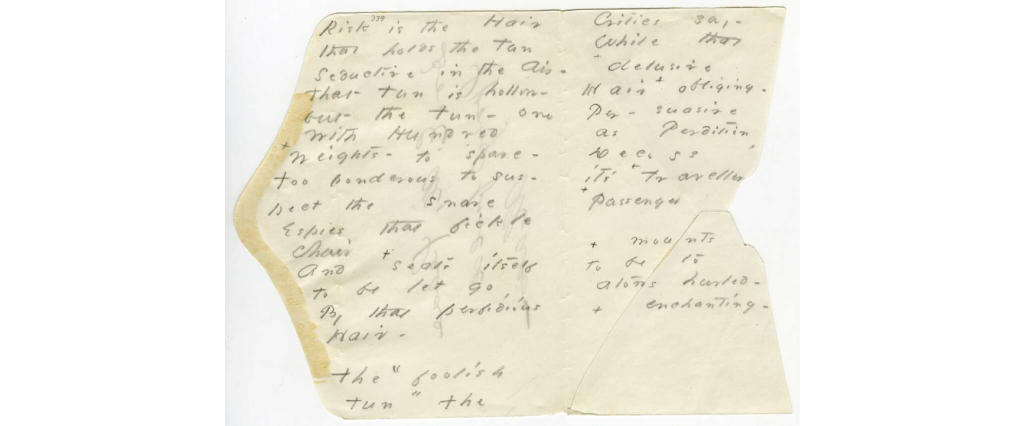 Risk is the Hair
739
that holds the Tun
Seductive in the Air -
that Tun is hollow
but the Tun - one
With Hundred
+ Weights - to spare -
Too ponderous to sus-
pect the snare
Espies that fickle
Chair +
And seats itself
to be let go
By that perfidious
Hair -
The "foolish
Tun" the
Critics say -
While that
delusive
Hair + obliging -
Per - suasive
as Perdition
Decoys
its + Traveller
+ Passenger
+ mounts
to be to
atoms hurled -
+ enchanting -